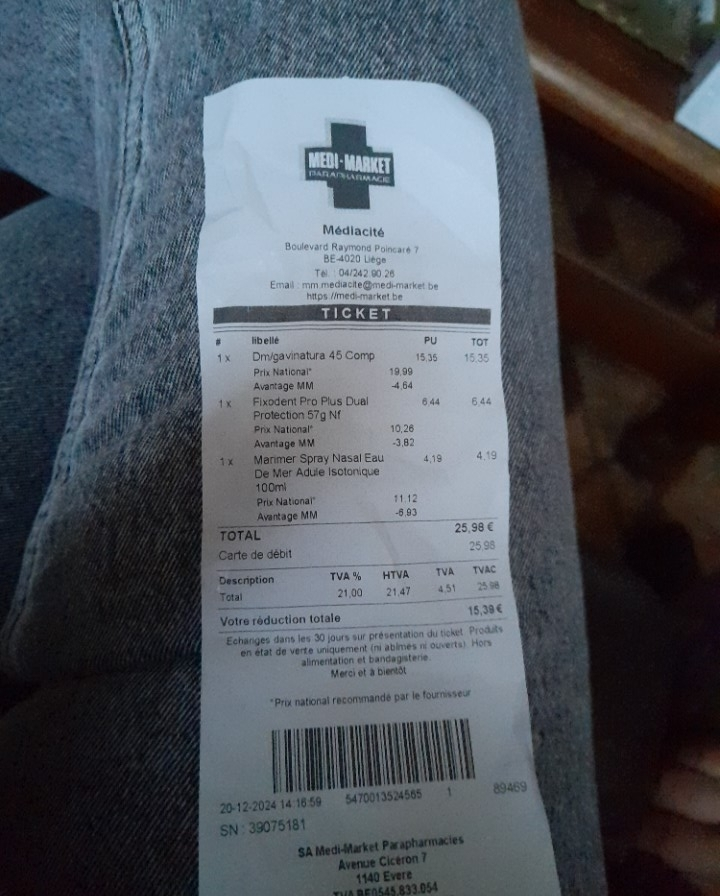 MEDI-MARKET
PARAPHARMACIE
Médiacité
Boulevard Raymond Poincaré 7
BE-4020 Liège
Tél. : 04/242 90 26
Email : mm.mediacite@medi-market.be
https://medi-market.be
TICKET
# libellé PU TOT
1 x Dm/gavinatura 45 Comp 15,35 15,35
Prix National* 19,99
Avantage MM -4,64
1 x Fixodent Pro Plus Dual 6,44 6,44
Protection 57g Nf
Prix National* 10,26
Avantage MM -3,82
1 x Marimer Spray Nasal Eau 4,19 4,19
De Mer Adule Isotonique
100ml
Prix National* 11,12
Avantage MM -6,93
TOTAL 25,98 €
Carte de débit 25,98
Description TVA % HTVA TVA TVAC
Total 21,00 21,47 4,51 25,98
Votre réduction totale 15,39 €
Echanges dans les 30 jours sur présentation du ticket. Produits
en état de vente uniquement (ni abîmés ni ouverts). Hors
alimentation et bandagisterie.
Merci et à bientôt
*Prix national recommandé par le fournisseur
20-12-2024 14:16:59 5470013524565 1 89469
SN : 39075181
SA Medi-Market Parapharmacies
Avenue Cicéron 7
1140 Evere
TVA BE0545.833.054